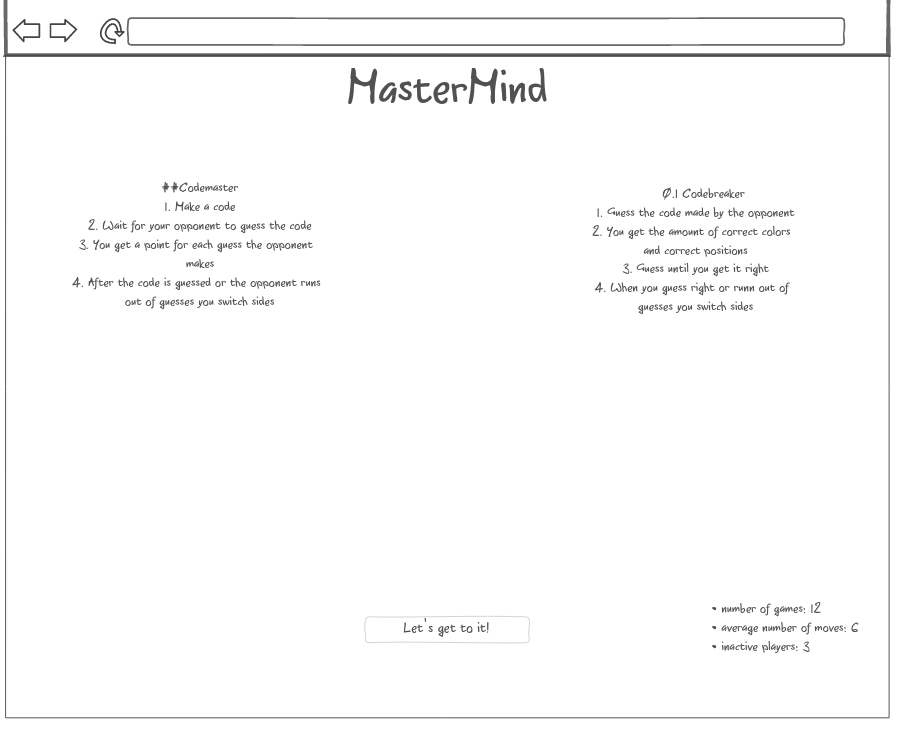 MasterMind
##Codemaster
1. Make a code
2. Wait for your opponent to guess the code
3. You get a point for each guess the opponent
makes
4. After the code is guessed or the opponent runs
out of guesses you switch sides
0.1 Codebreaker
1. Guess the code made by the opponent
2. You get the amount of correct colors
and correct positions
3. Guess until you get it right
4. When you guess right or runn out of
guesses you switch sides
Let's get to it!
• number of games: 12
• average number of moves: 6
• inactive players: 3